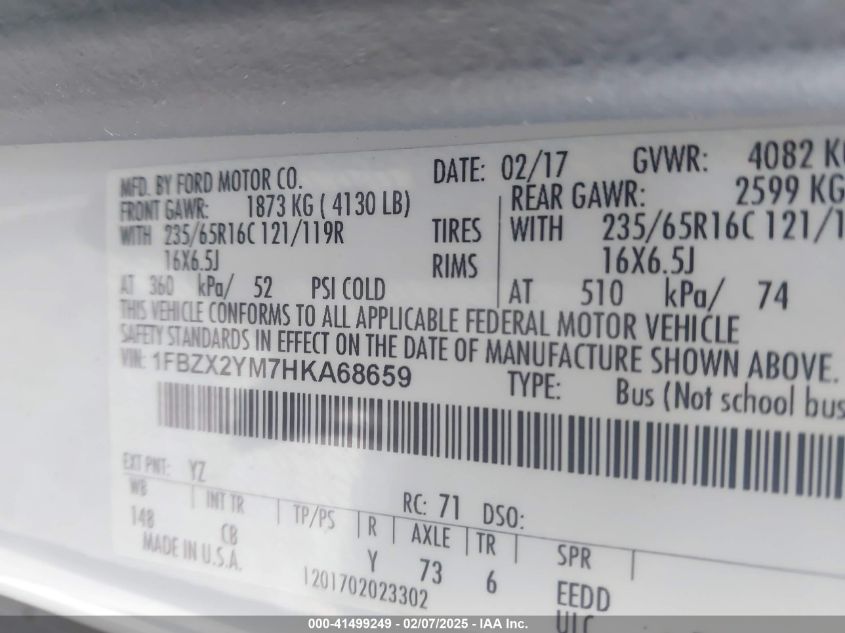 MFD. BY FORD MOTOR CO. DATE: 02/17 GVWR: 4082 KG
FRONT GAWR: 1873 KG ( 4130 LB) REAR GAWR: 2599 KG
WITH 235/65R16C 121/119R TIRES WITH 235/65R16C 121/1
16X6.5J RIMS 16X6.5J
AT 360 kPa/ 52 PSI COLD AT 510 kPa/ 74
THIS VEHICLE CONFORMS TO ALL APPLICABLE FEDERAL MOTOR VEHICLE
SAFETY STANDARDS IN EFFECT ON THE DATE OF MANUFACTURE SHOWN ABOVE.
VIN: 1FBZX2YM7HKA68659 TYPE: Bus (Not school bus
EXT PNT: YZ RC: 71 DSO:
WB INT TR TP/PS R AXLE TR SPR
148 CB Y 73 6 EEDD
MADE IN U.S.A. 1201702023302 ULC
000-41499249 - 02/07/2025 - IAA Inc.